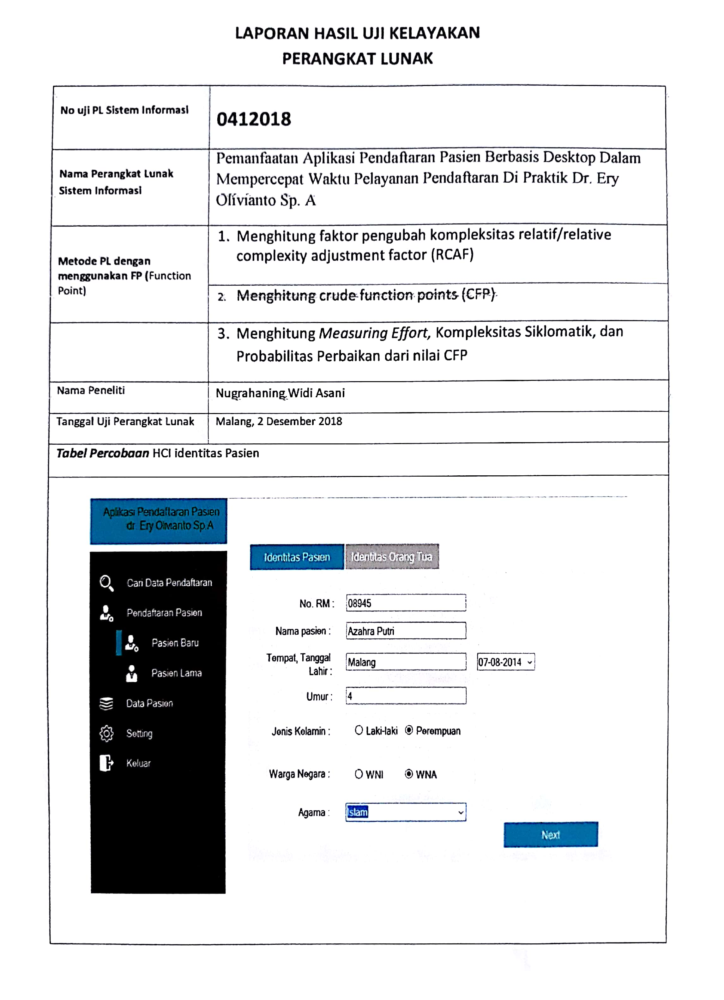 LAPORAN HASIL UJI KELAYAKAN
PERANGKAT LUNAK
No uji PL Sistem Informasi
0412018
Nama Perangkat Lunak
Sistem Informasi
Pemanfaatan Aplikasi Pendaftaran Pasien Berbasis Desktop Dalam
Mempercepat Waktu Pelayanan Pendaftaran Di Praktik Dr. Ery
Olivianto Sp. A
Metode PL dengan
menggunakan FP (Function
Point)
1. Menghitung faktor pengubah kompleksitas relatif/relative
complexity adjustment factor (RCAF)
2. Menghitung crude function points (CFP)
3. Menghitung Measuring Effort, Kompleksitas Siklomatik, dan
Probabilitas Perbaikan dari nilai CFP
Nama Peneliti
Nugrahaning Widi Asani
Tanggal Uji Perangkat Lunak
Malang, 2 Desember 2018
Tabel Percobaan HCI identitas Pasien
Aplikasi Pendaftaran Pasien
dr. Ery Olivianto Sp.A
Cari Data Pendaftaran
Pendaftaran Pasien
Pasien Baru
Pasien Lama
Data Pasien
Setting
Keluar
Identitas Pasien
Identitas Orang Tua
No. RM : 08945
Nama pasien : Azahra Putri
Tempat, Tanggal
Lahir :
Malang 07-08-2014
Umur : 4
Jenis Kelamin : Laki-laki Perempuan
Warga Negara : WNI WNA
Agama : Islam
Next